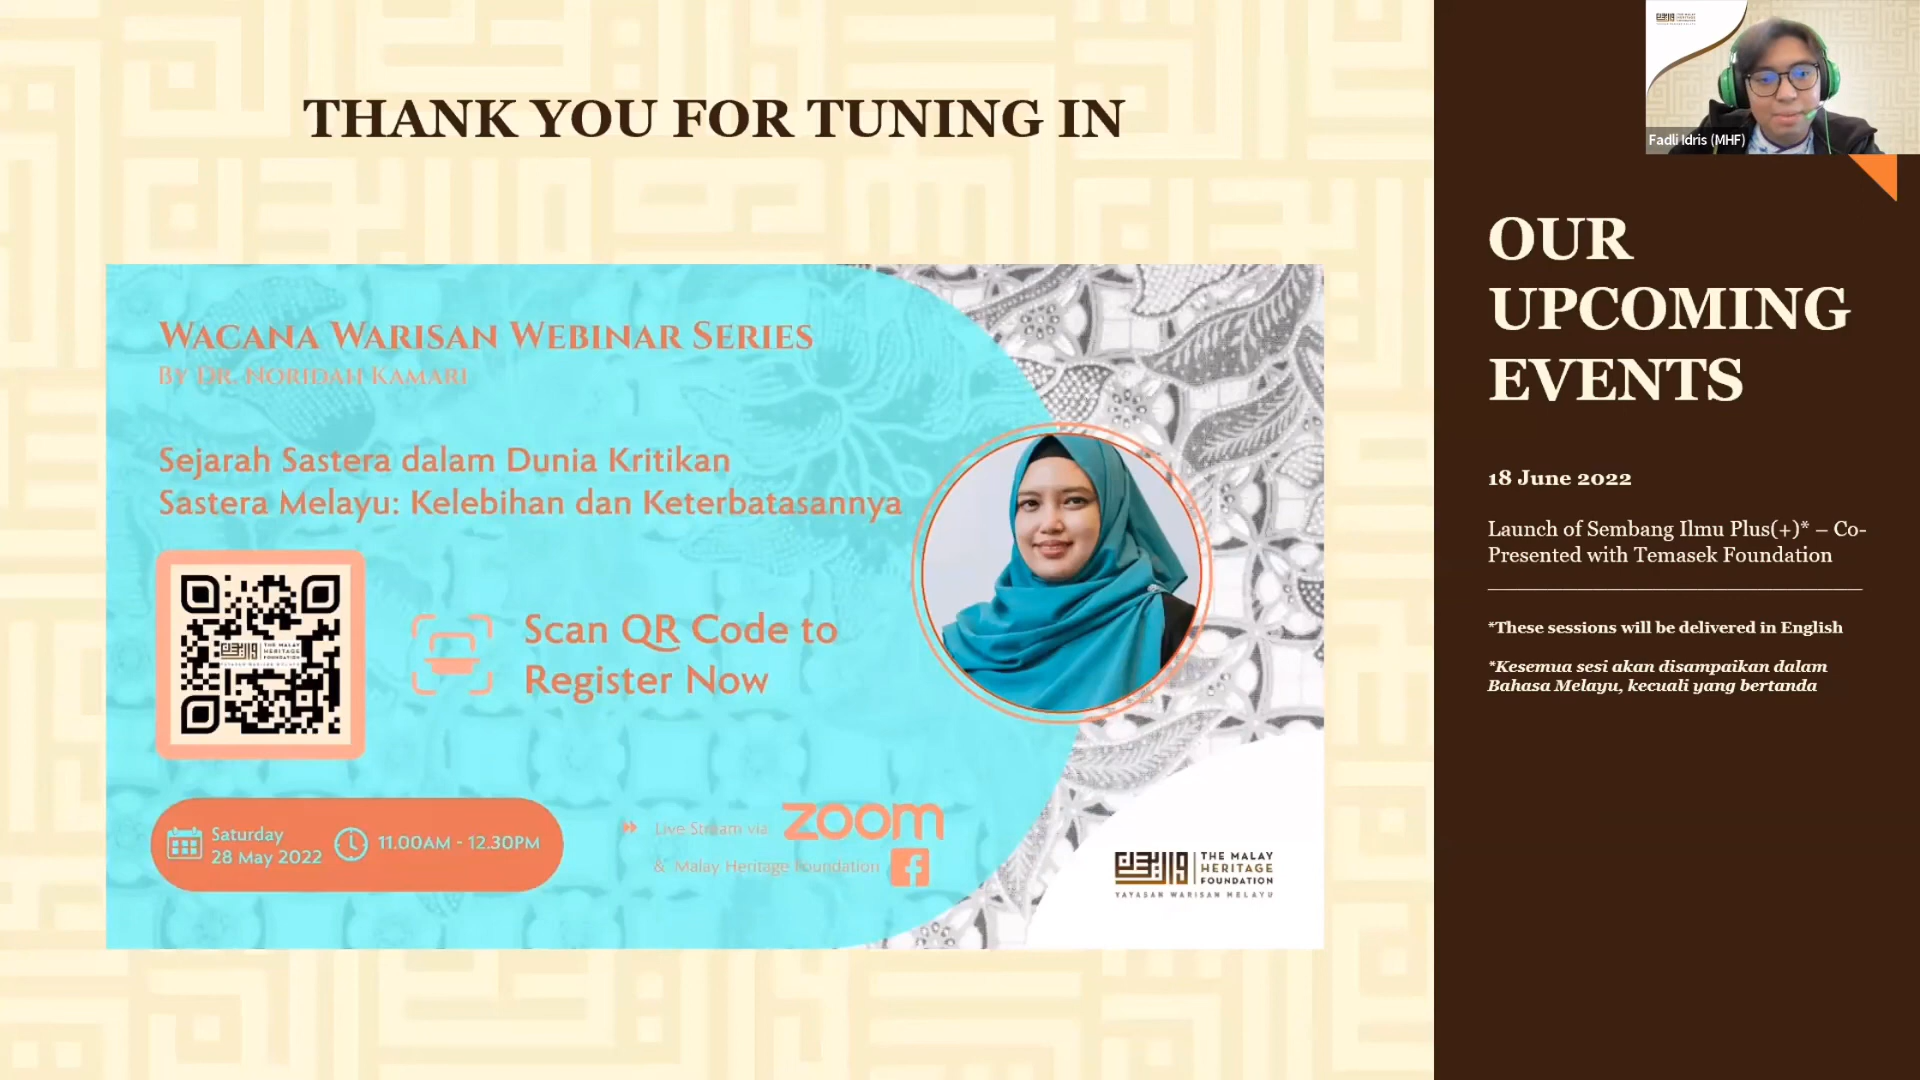 THANK YOU FOR TUNING IN
WACANA WARISAN WEBINAR SERIES
BY DR. NORIDAH KAMARI
Sejarah Sastera dalam Dunia Kritikan
Sastera Melayu: Kelebihan dan Keterbatasannya
THE MALAY
HERITAGE
FOUNDATION
Scan QR Code to
Register Now
Saturday
28 May 2022
11.00AM - 12.30PM
Live Stream via zoom
& Malay Heritage Foundation f
THE MALAY
HERITAGE
FOUNDATION
YAYASAN WARISAN MELAYU
Fadli Idris (MHF)
OUR
UPCOMING
EVENTS
18 June 2022
Launch of Sembang Ilmu Plus(+)* – Co-
Presented with Temasek Foundation
*These sessions will be delivered in English
*Kesemua sesi akan disampaikan dalam
Bahasa Melayu, kecuali yang bertanda